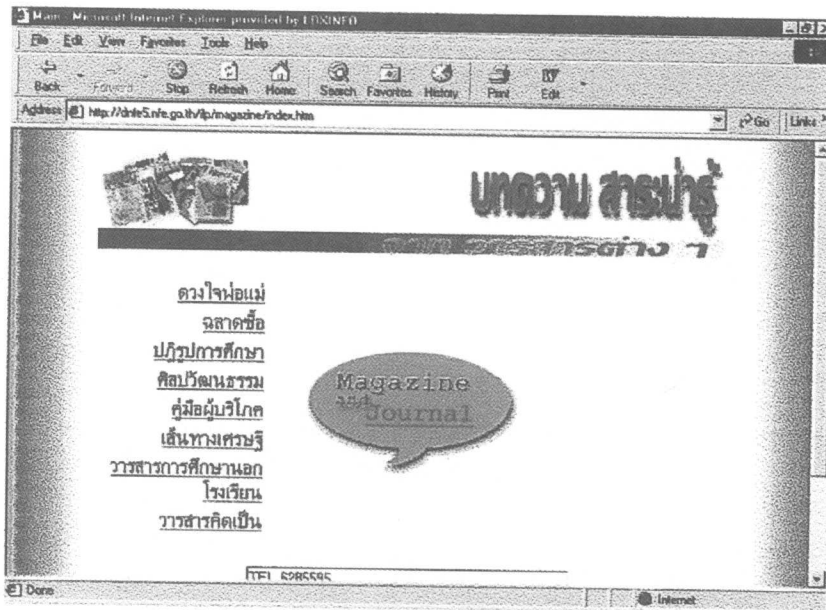 Main - Microsoft Internet Explorer provided by LOXINFO
File Edit View Favorites Tools Help
Back Forward Stop Refresh Home Search Favorites History Print Edit
Address http://dnfe5.nfe.go.th/ilp/magazine/index.htm Go Links
บทความ สาระน่ารู้
จาก วารสารต่าง ๆ
ดวงใจพ่อแม่
ฉลาดซื้อ
ปฏิรูปการศึกษา
ศิลปวัฒนธรรม
คู่มือผู้บริโภค
เส้นทางเศรษฐี
วารสารการศึกษานอก
โรงเรียน
วารสารคิดเป็น
Magazine
and
Journal
TEL 6285595
Done Internet